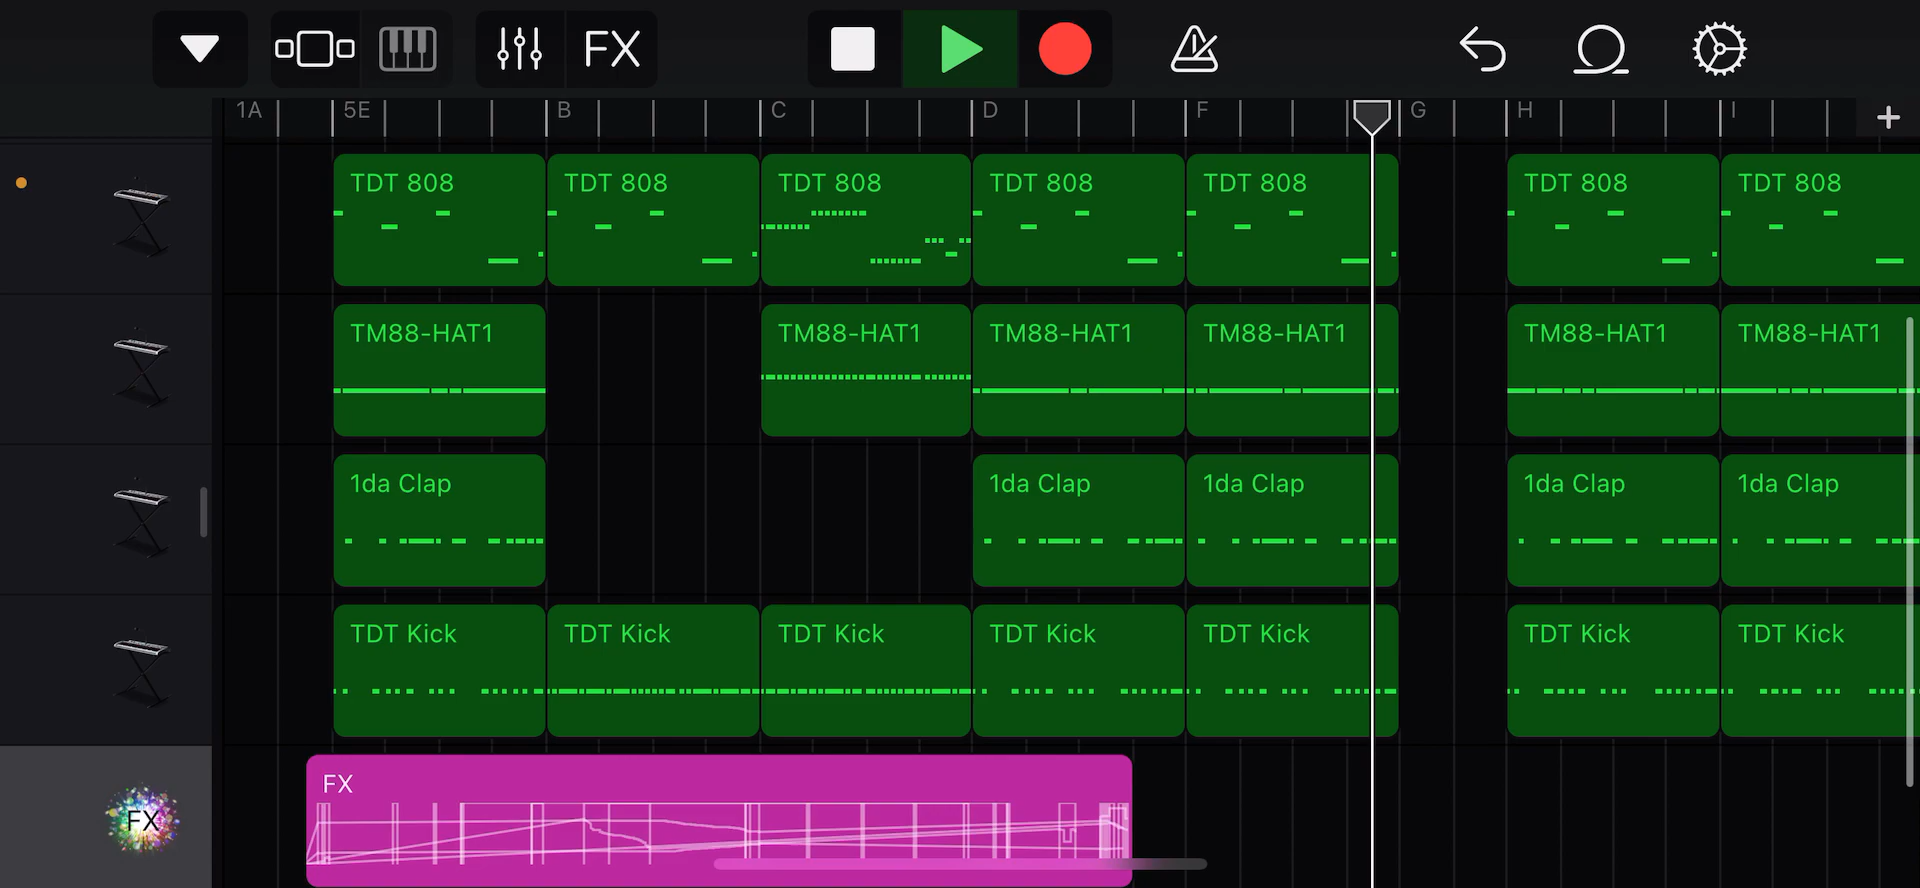 FX
1A 5E B C D F G H I
TDT 808 TDT 808 TDT 808 TDT 808 TDT 808 TDT 808 TDT 808
TM88-HAT1 TM88-HAT1 TM88-HAT1 TM88-HAT1 TM88-HAT1 TM88-HAT1
1da Clap 1da Clap 1da Clap 1da Clap 1da Clap
TDT Kick TDT Kick TDT Kick TDT Kick TDT Kick TDT Kick TDT Kick
FX
FX